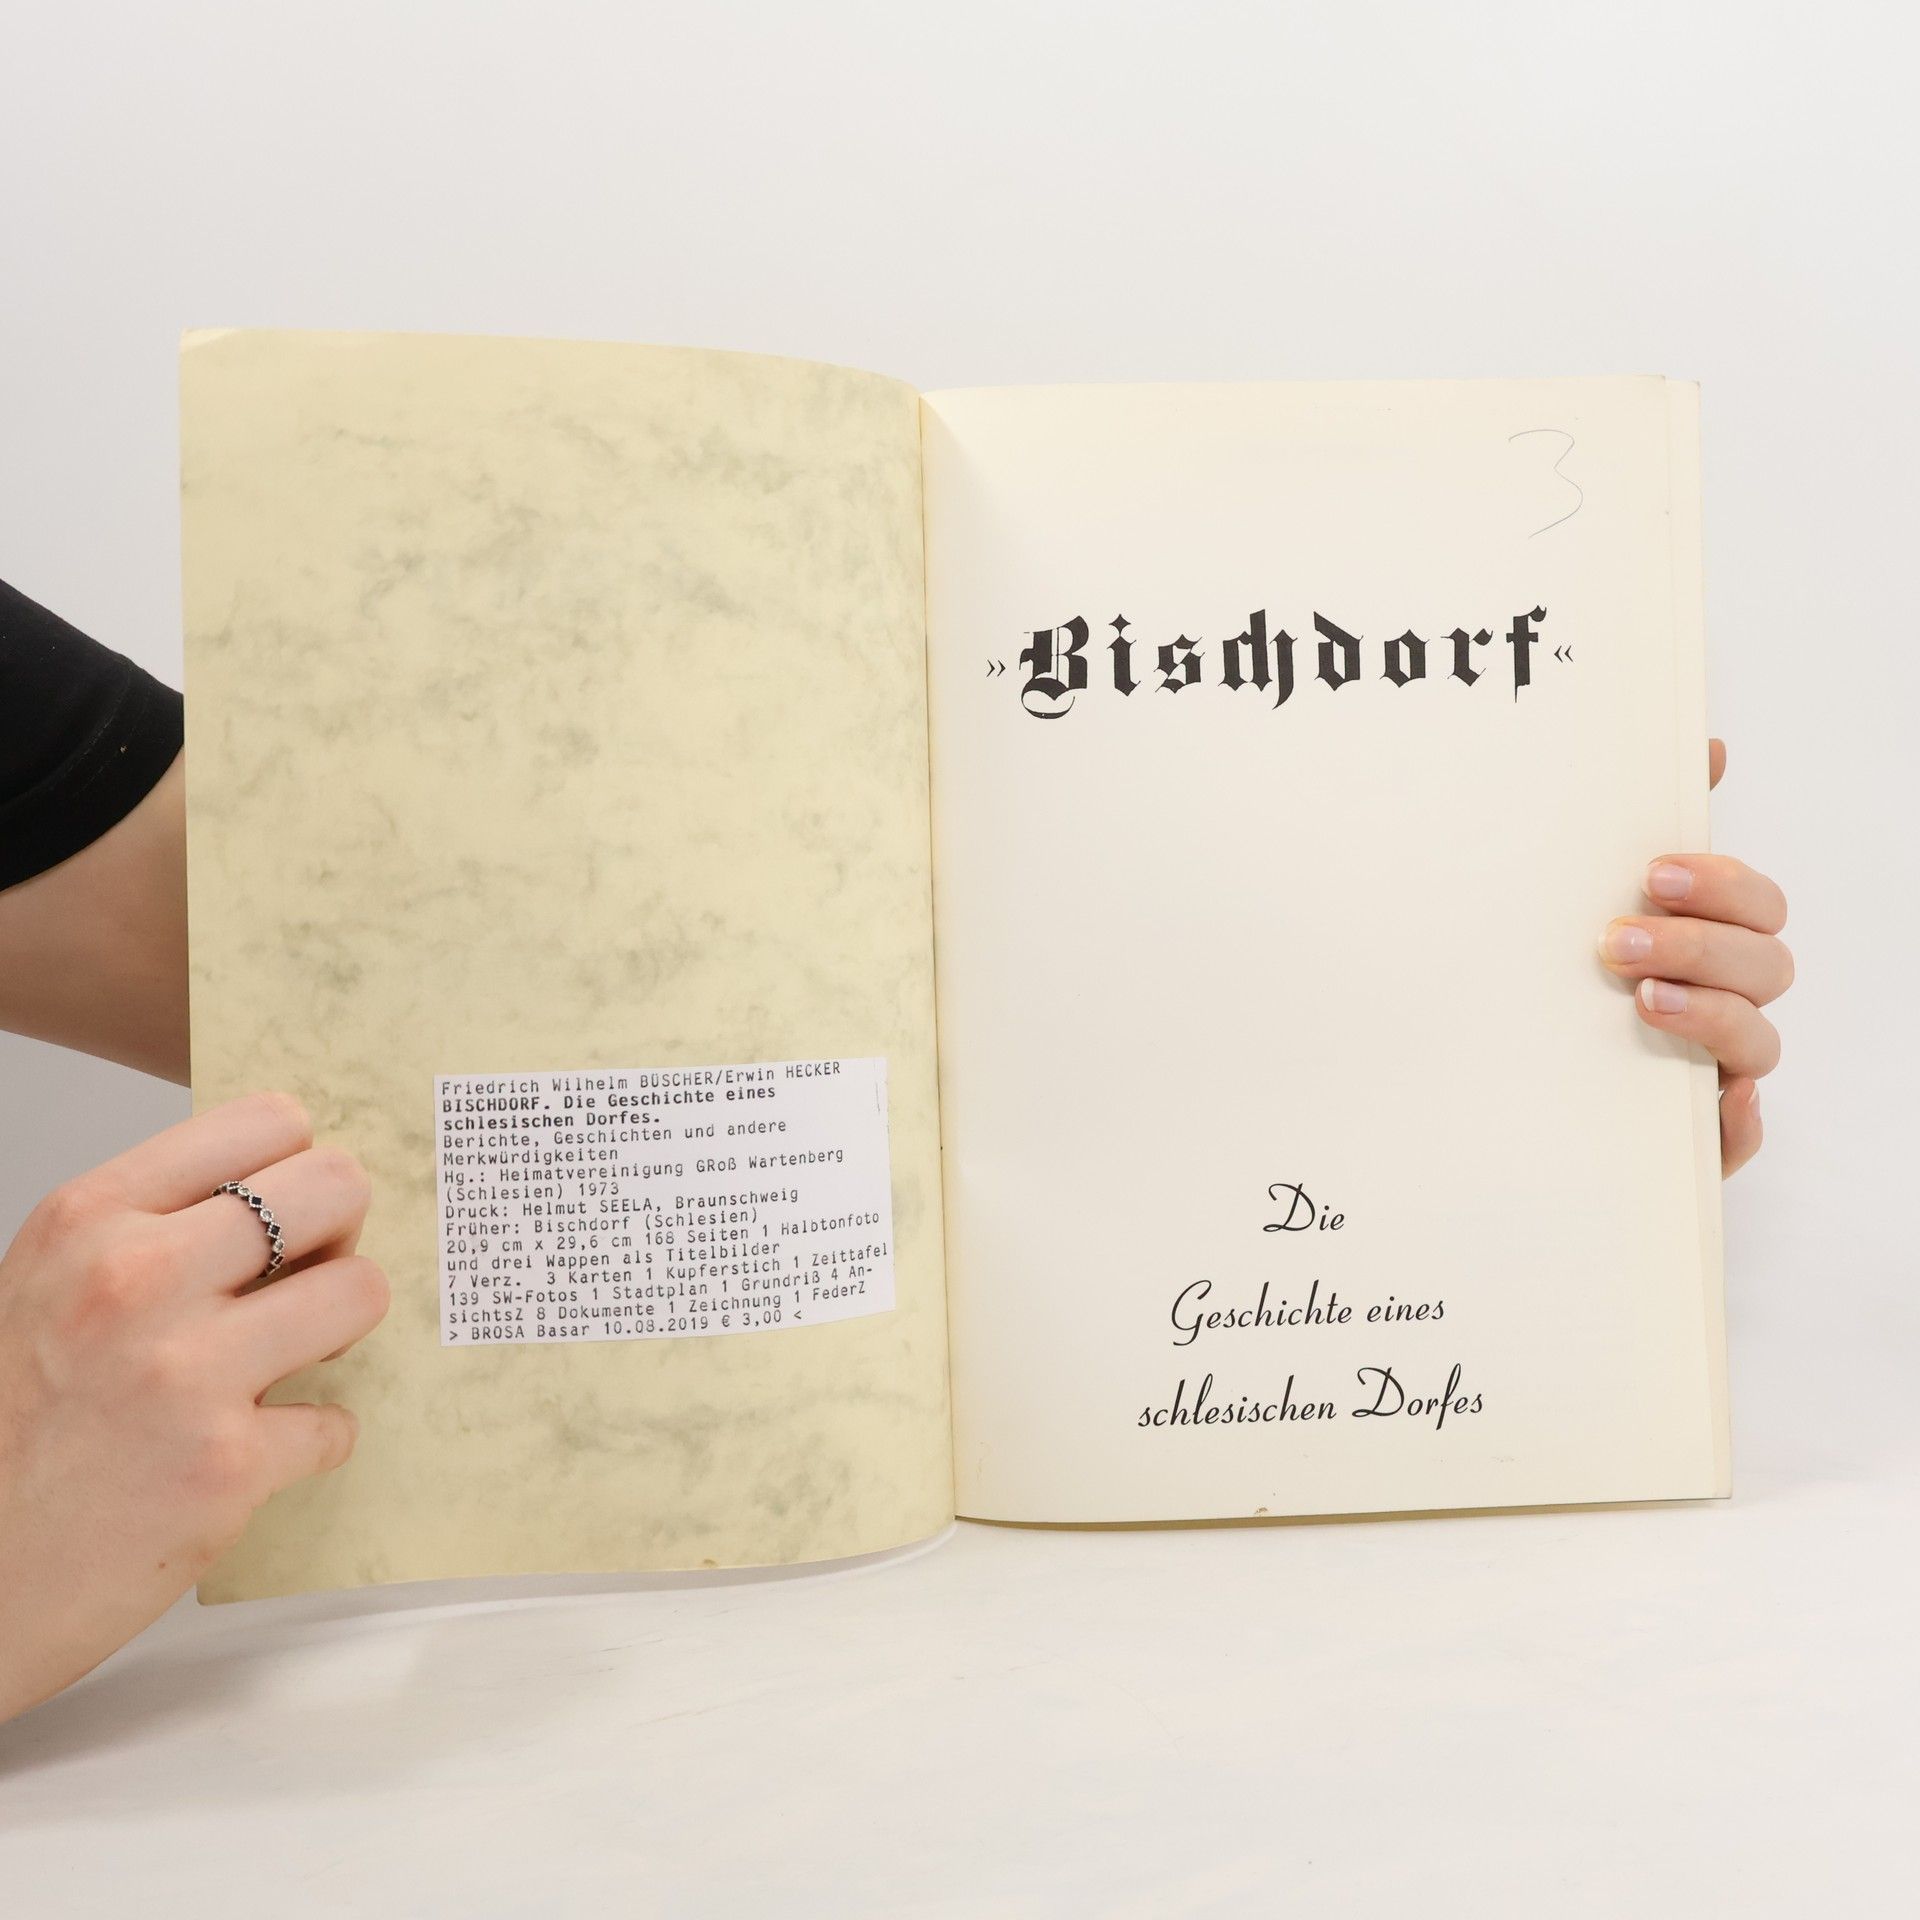 Friedrich Wilhelm BÜSCHER/Erwin HECKER
BISCHDORF. Die Geschichte eines
schlesischen Dorfes.
Berichte, Geschichten und andere
Merkwürdigkeiten
Hg.: Heimatvereinigung GRoß Wartenberg
(Schlesien) 1973
Druck: Helmut SEELA, Braunschweig
Früher: Bischdorf (Schlesien)
20,9 cm x 29,6 cm 168 Seiten 1 Halbtonfoto
und drei Wappen als Titelbilder
7 Verz. 3 Karten 1 Kupferstich 1 Zeittafel
139 SW-Fotos 1 Stadtplan 1 Grundriß 4 An-
sichtsZ 8 Dokumente 1 Zeichnung 1 FederZ
> BROSA Basar 10.08.2019 € 3,00 <
3
»Bischdorf«
Die
Geschichte eines
schlesischen Dorfes